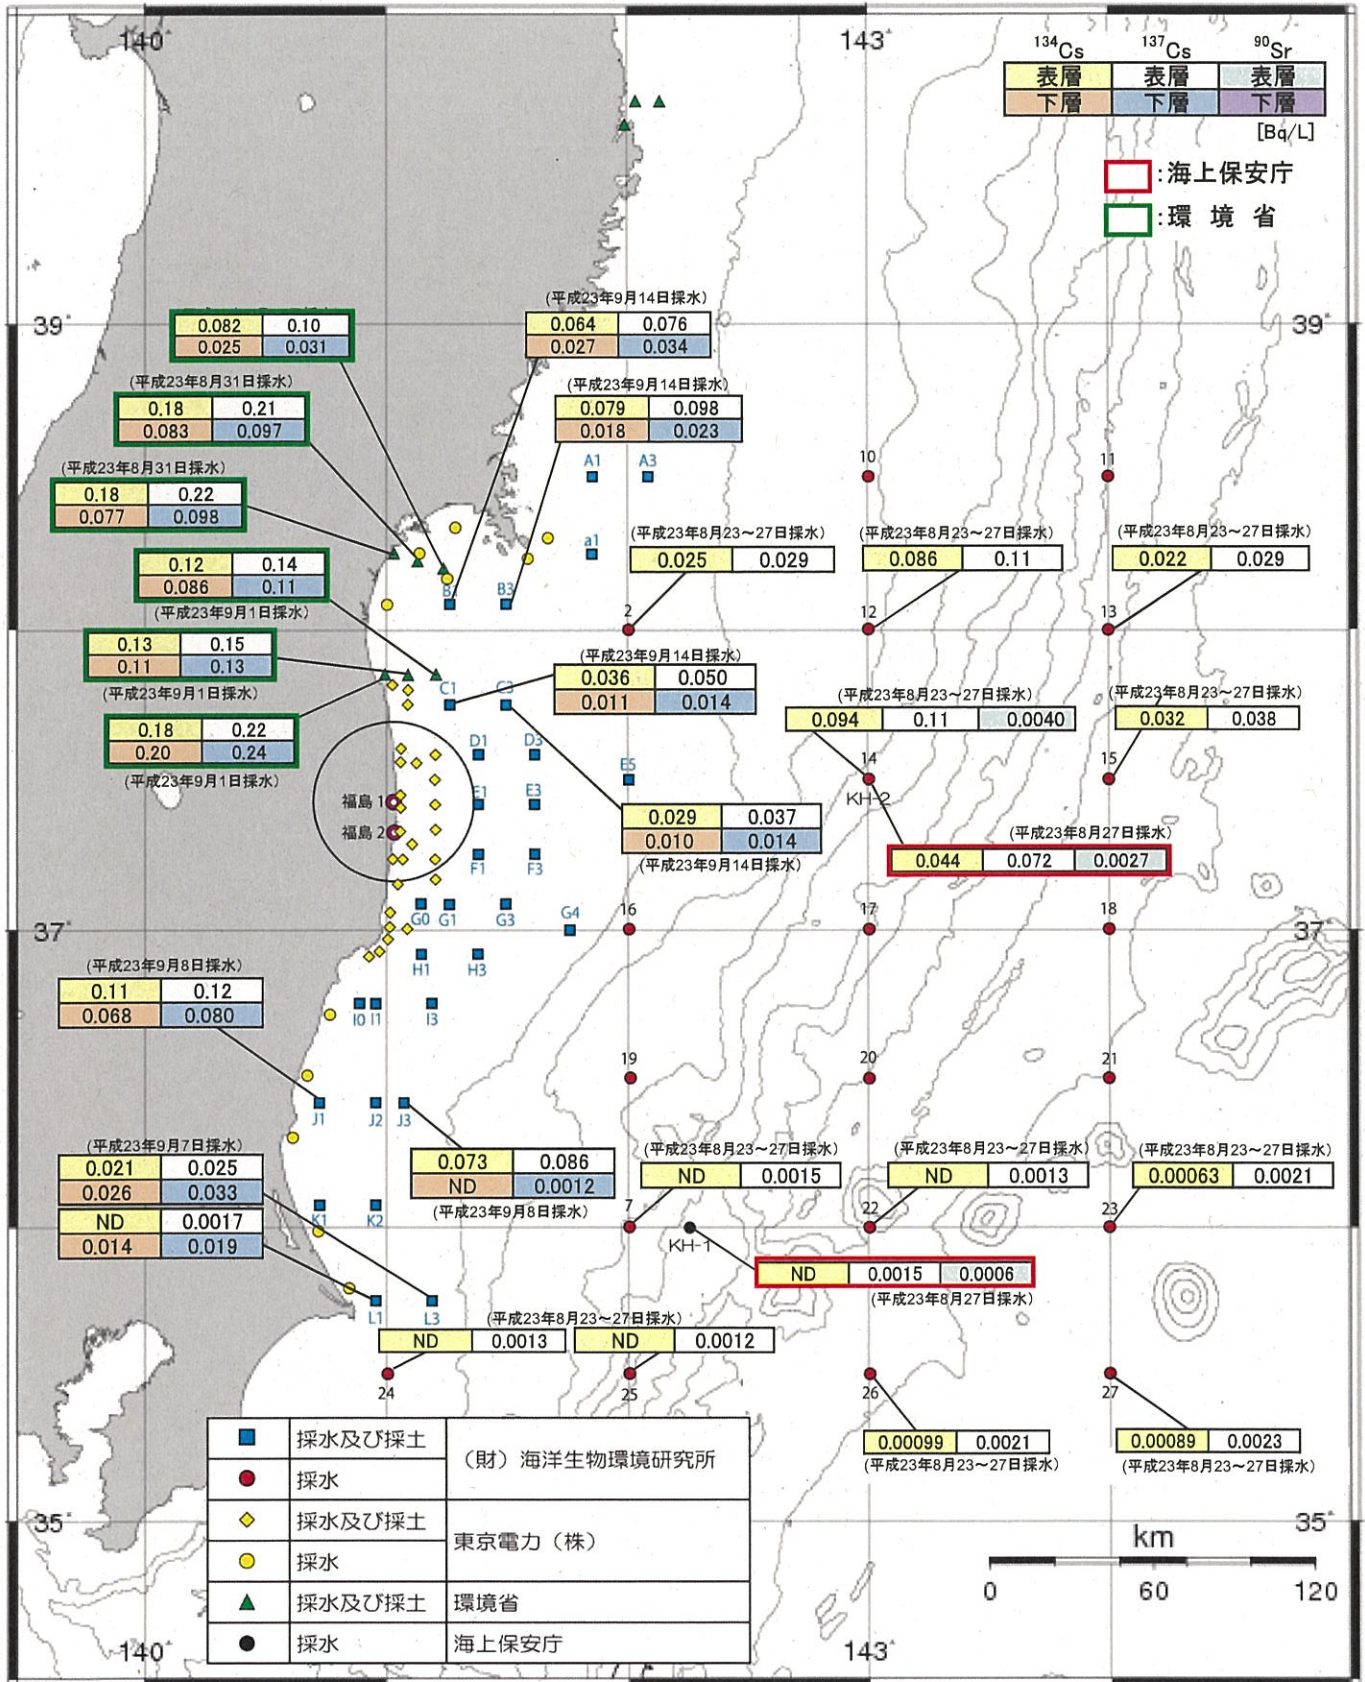 140°
143°
134Cs 137Cs 90Sr
表層 表層 表層
下層 下層 下層
[Bq/L]
:海上保安庁
:環 境 省
39°
39°
0.082 0.10
0.025 0.031
(平成23年9月14日採水)
0.064 0.076
0.027 0.034
(平成23年8月31日採水)
0.18 0.21
0.083 0.097
(平成23年9月14日採水)
0.079 0.098
0.018 0.023
(平成23年8月31日採水)
0.18 0.22
0.077 0.098
A1 A3
10
11
a1
0.12 0.14
0.086 0.11
(平成23年9月1日採水)
(平成23年8月23～27日採水)
0.025 0.029
(平成23年8月23～27日採水)
0.086 0.11
(平成23年8月23～27日採水)
0.022 0.029
B3
2
12
13
0.13 0.15
0.11 0.13
(平成23年9月1日採水)
(平成23年9月14日採水)
0.036 0.050
0.011 0.014
C1 C3
0.18 0.22
0.20 0.24
(平成23年9月1日採水)
(平成23年8月23～27日採水)
0.094 0.11 0.0040
(平成23年8月23～27日採水)
0.032 0.038
D1 D3
E5
14
KH-2
15
福島 1
福島 2
E1 E3
0.029 0.037
0.010 0.014
(平成23年9月14日採水)
(平成23年8月27日採水)
0.044 0.072 0.0027
F1 F3
G0 G1 G3 G4
16
17
18
37°
37°
H1 H3
(平成23年9月8日採水)
0.11 0.12
0.068 0.080
I0 I1 I3
19
20
21
J1 J2 J3
(平成23年9月7日採水)
0.021 0.025
0.026 0.033
ND 0.0017
0.014 0.019
0.073 0.086
ND 0.0012
(平成23年9月8日採水)
(平成23年8月23～27日採水)
ND 0.0015
(平成23年8月23～27日採水)
ND 0.0013
(平成23年8月23～27日採水)
0.00063 0.0021
K1 K2
7
KH-1
22
23
ND 0.0015 0.0006
(平成23年8月27日採水)
L1 L3
(平成23年8月23～27日採水)
ND 0.0013
ND 0.0012
24
25
26
27
0.00099 0.0021
(平成23年8月23～27日採水)
0.00089 0.0023
(平成23年8月23～27日採水)
採水及び採土
（財）海洋生物環境研究所
採水
採水及び採土
東京電力（株）
採水
採水及び採土 環境省
採水 海上保安庁
35°
35°
km
0 60 120
140°
143°